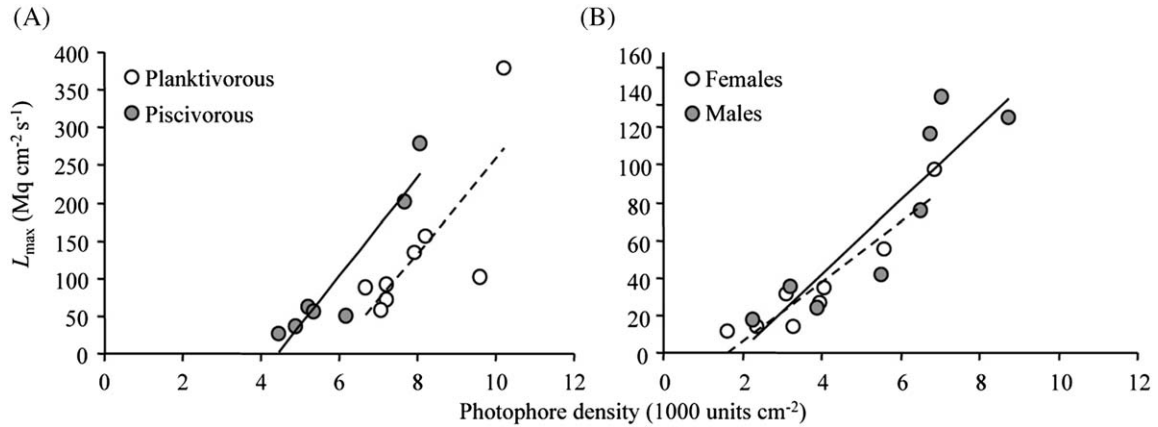 (A)
(B)
400
350
300
250
200
150
100
50
0
Planktivorous
Piscivorous
L max (Mq cm-2 s-1)
0 2 4 6 8 10 12
160
140
120
100
80
60
40
20
0
Females
Males
0 2 4 6 8 10 12
Photophore density (1000 units cm-2)